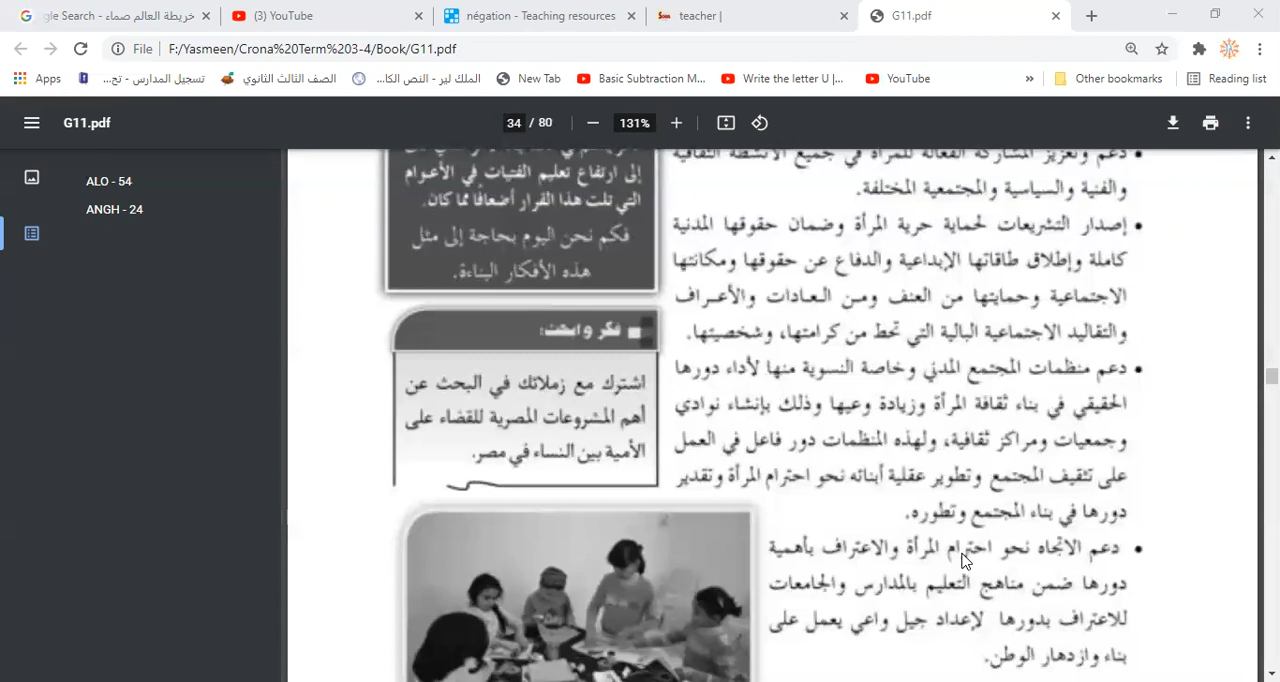 gle Search - خريطة العالم صماء
(3) YouTube
négation - Teaching resources
teacher |
G11.pdf
File
F:/Yasmeen/Crona%20Term%203-4/Book/G11.pdf
Apps
تسجيل المدارس - تح...
الصف الثالث الثانوي
الملك لير - النص الكا...
New Tab
Basic Subtraction M...
Write the letter U |...
YouTube
»
Other bookmarks
Reading list
G11.pdf
34 / 80
131%
ALO - 54
ANGH - 24
• دعم وتعزيز المشاركة الفعالة للمرأة في جميع الأنشطة الثقافية
والفنية والسياسية والمجتمعية المختلفة.
• إصدار التشريعات لحماية حرية المرأة وضمان حقوقها المدنية
كاملة وإطلاق طاقاتها الإبداعية والدفاع عن حقوقها ومكانتها
الاجتماعية وحمايتها من العنف ومن العادات والأعراف
والتقاليد الاجتماعية البالية التي تحط من كرامتها، وشخصيتها.
• دعم منظمات المجتمع المدني وخاصة النسوية منها لأداء دورها
الحقيقي في بناء ثقافة المرأة وزيادة وعيها وذلك بإنشاء نوادي
وجمعيات ومراكز ثقافية، ولهذه المنظمات دور فاعل في العمل
على تثقيف المجتمع وتطوير عقلية أبنائه نحو احترام المرأة وتقدير
دورها في بناء المجتمع وتطوره.
• دعم الاتجاه نحو احترام المرأة والاعتراف بأهمية
دورها ضمن مناهج التعليم بالمدارس والجامعات
للاعتراف بدورها لإعداد جيل واعي يعمل على
بناء وازدهار الوطن.
إلى ارتفاع تعليم الفتيات في الأعوام
التي تلت هذا القرار أضعافًا مما كان.
فكم نحن اليوم بحاجة إلى مثل
هذه الأفكار البناءة.
فكر وابحث:
اشترك مع زملائك في البحث عن
أهم المشروعات المصرية للقضاء على
الأمية بين النساء في مصر.